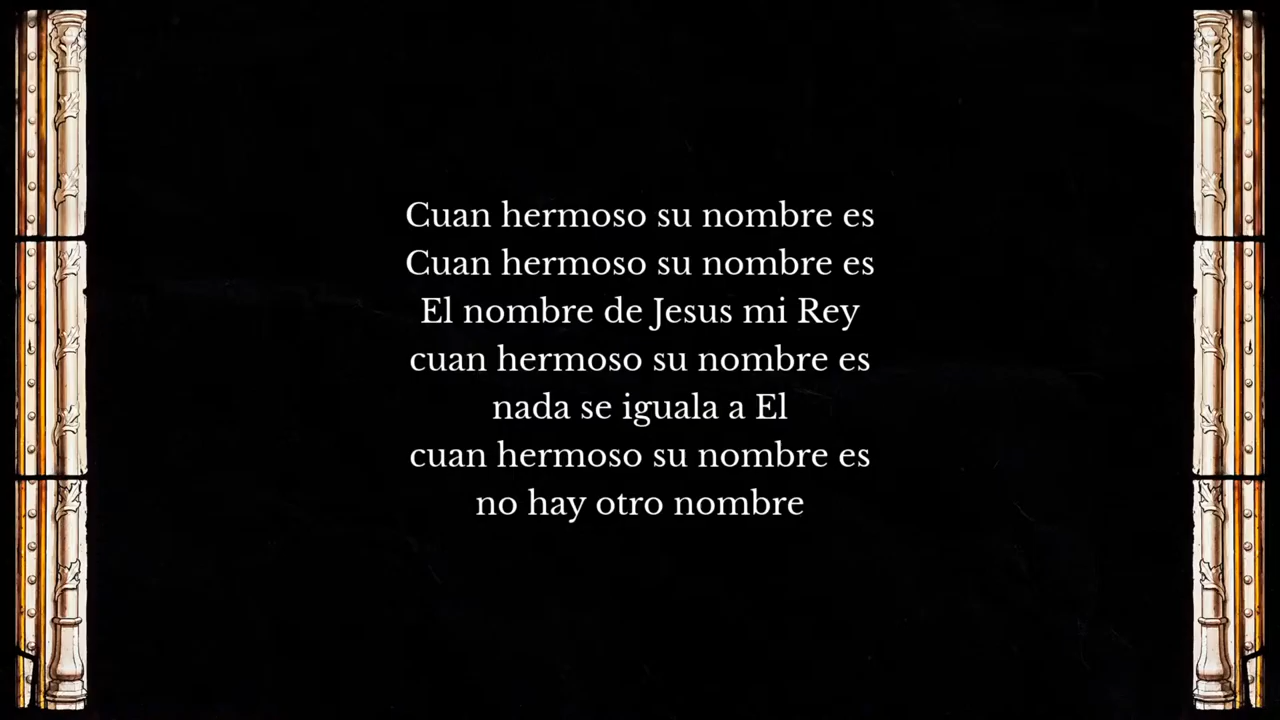 Cuan hermoso su nombre es
Cuan hermoso su nombre es
El nombre de Jesus mi Rey
cuan hermoso su nombre es
nada se iguala a El
cuan hermoso su nombre es
no hay otro nombre